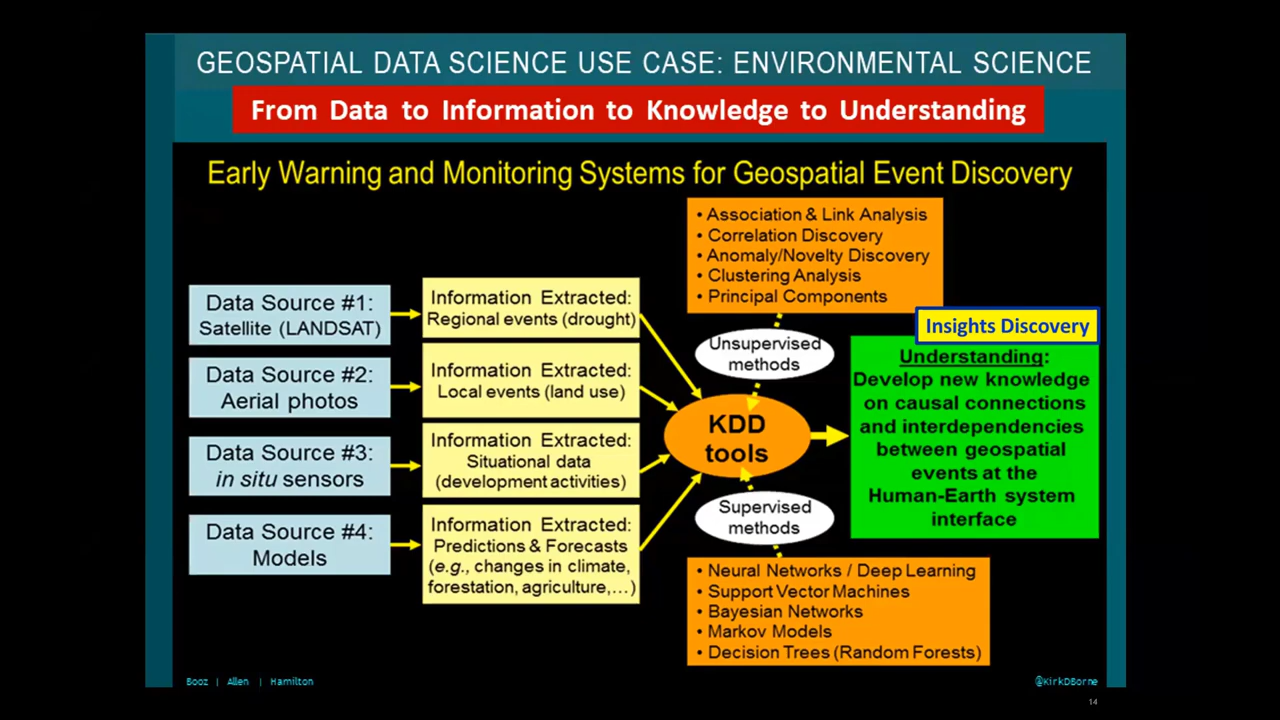 GEOSPATIAL DATA SCIENCE USE CASE: ENVIRONMENTAL SCIENCE
From Data to Information to Knowledge to Understanding
Early Warning and Monitoring Systems for Geospatial Event Discovery
Data Source #1:
Satellite (LANDSAT)
Data Source #2:
Aerial photos
Data Source #3:
in situ sensors
Data Source #4:
Models
Information Extracted:
Regional events (drought)
Information Extracted:
Local events (land use)
Information Extracted:
Situational data
(development activities)
Information Extracted:
Predictions & Forecasts
(e.g., changes in climate,
forestation, agriculture,…)
• Association & Link Analysis
• Correlation Discovery
• Anomaly/Novelty Discovery
• Clustering Analysis
• Principal Components
Unsupervised
methods
KDD
tools
Supervised
methods
• Neural Networks / Deep Learning
• Support Vector Machines
• Bayesian Networks
• Markov Models
• Decision Trees (Random Forests)
Insights Discovery
Understanding:
Develop new knowledge
on causal connections
and interdependencies
between geospatial
events at the
Human-Earth system
interface
Booz | Allen | Hamilton
@KirkDBorne
14